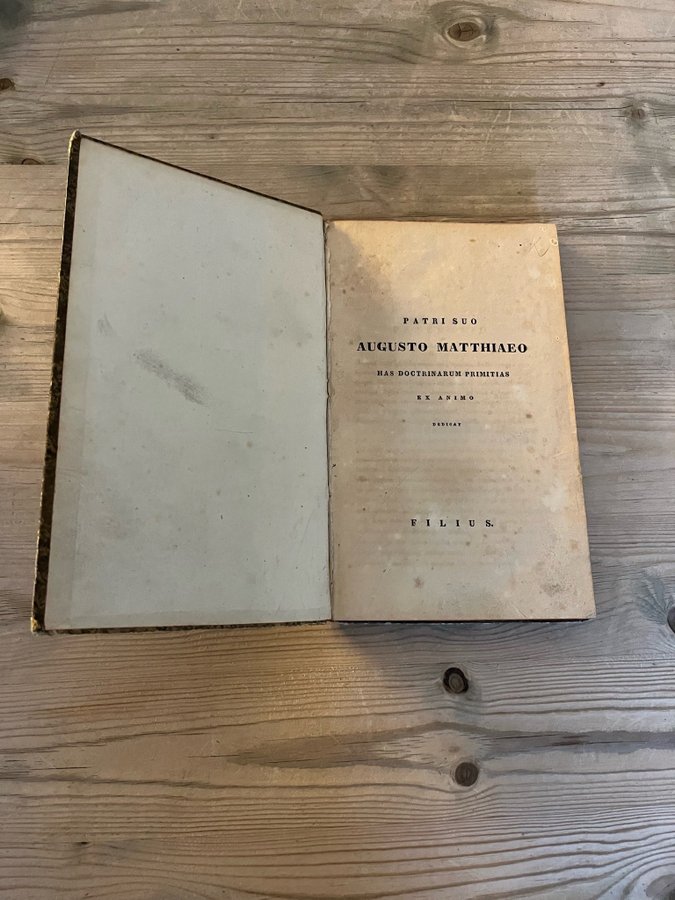 PATRI SUO
AUGUSTO MATTHIAEO
HAS DOCTRINARUM PRIMITIAS
EX ANIMO
DEDICAT
FILIUS.